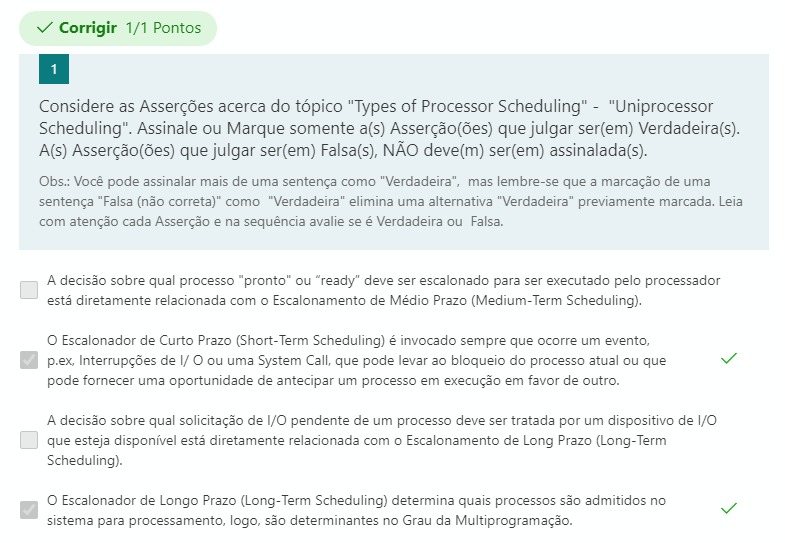 Corrigir 1/1 Pontos
1
Considere as Asserções acerca do tópico "Types of Processor Scheduling" - "Uniprocessor
Scheduling". Assinale ou Marque somente a(s) Asserção(ões) que julgar ser(em) Verdadeira(s).
A(s) Asserção(ões) que julgar ser(em) Falsa(s), NÃO deve(m) ser(em) assinalada(s).
Obs.: Você pode assinalar mais de uma sentença como "Verdadeira", mas lembre-se que a marcação de uma
sentença "Falsa (não correta)" como "Verdadeira" elimina uma alternativa "Verdadeira" previamente marcada. Leia
com atenção cada Asserção e na sequência avalie se é Verdadeira ou Falsa.
A decisão sobre qual processo "pronto" ou “ready” deve ser escalonado para ser executado pelo processador
está diretamente relacionada com o Escalonamento de Médio Prazo (Medium-Term Scheduling).
O Escalonador de Curto Prazo (Short-Term Scheduling) é invocado sempre que ocorre um evento,
p.ex, Interrupções de I/ O ou uma System Call, que pode levar ao bloqueio do processo atual ou que
pode fornecer uma oportunidade de antecipar um processo em execução em favor de outro.
A decisão sobre qual solicitação de I/O pendente de um processo deve ser tratada por um dispositivo de I/O
que esteja disponível está diretamente relacionada com o Escalonamento de Long Prazo (Long-Term
Scheduling).
O Escalonador de Longo Prazo (Long-Term Scheduling) determina quais processos são admitidos no
sistema para processamento, logo, são determinantes no Grau da Multiprogramação.